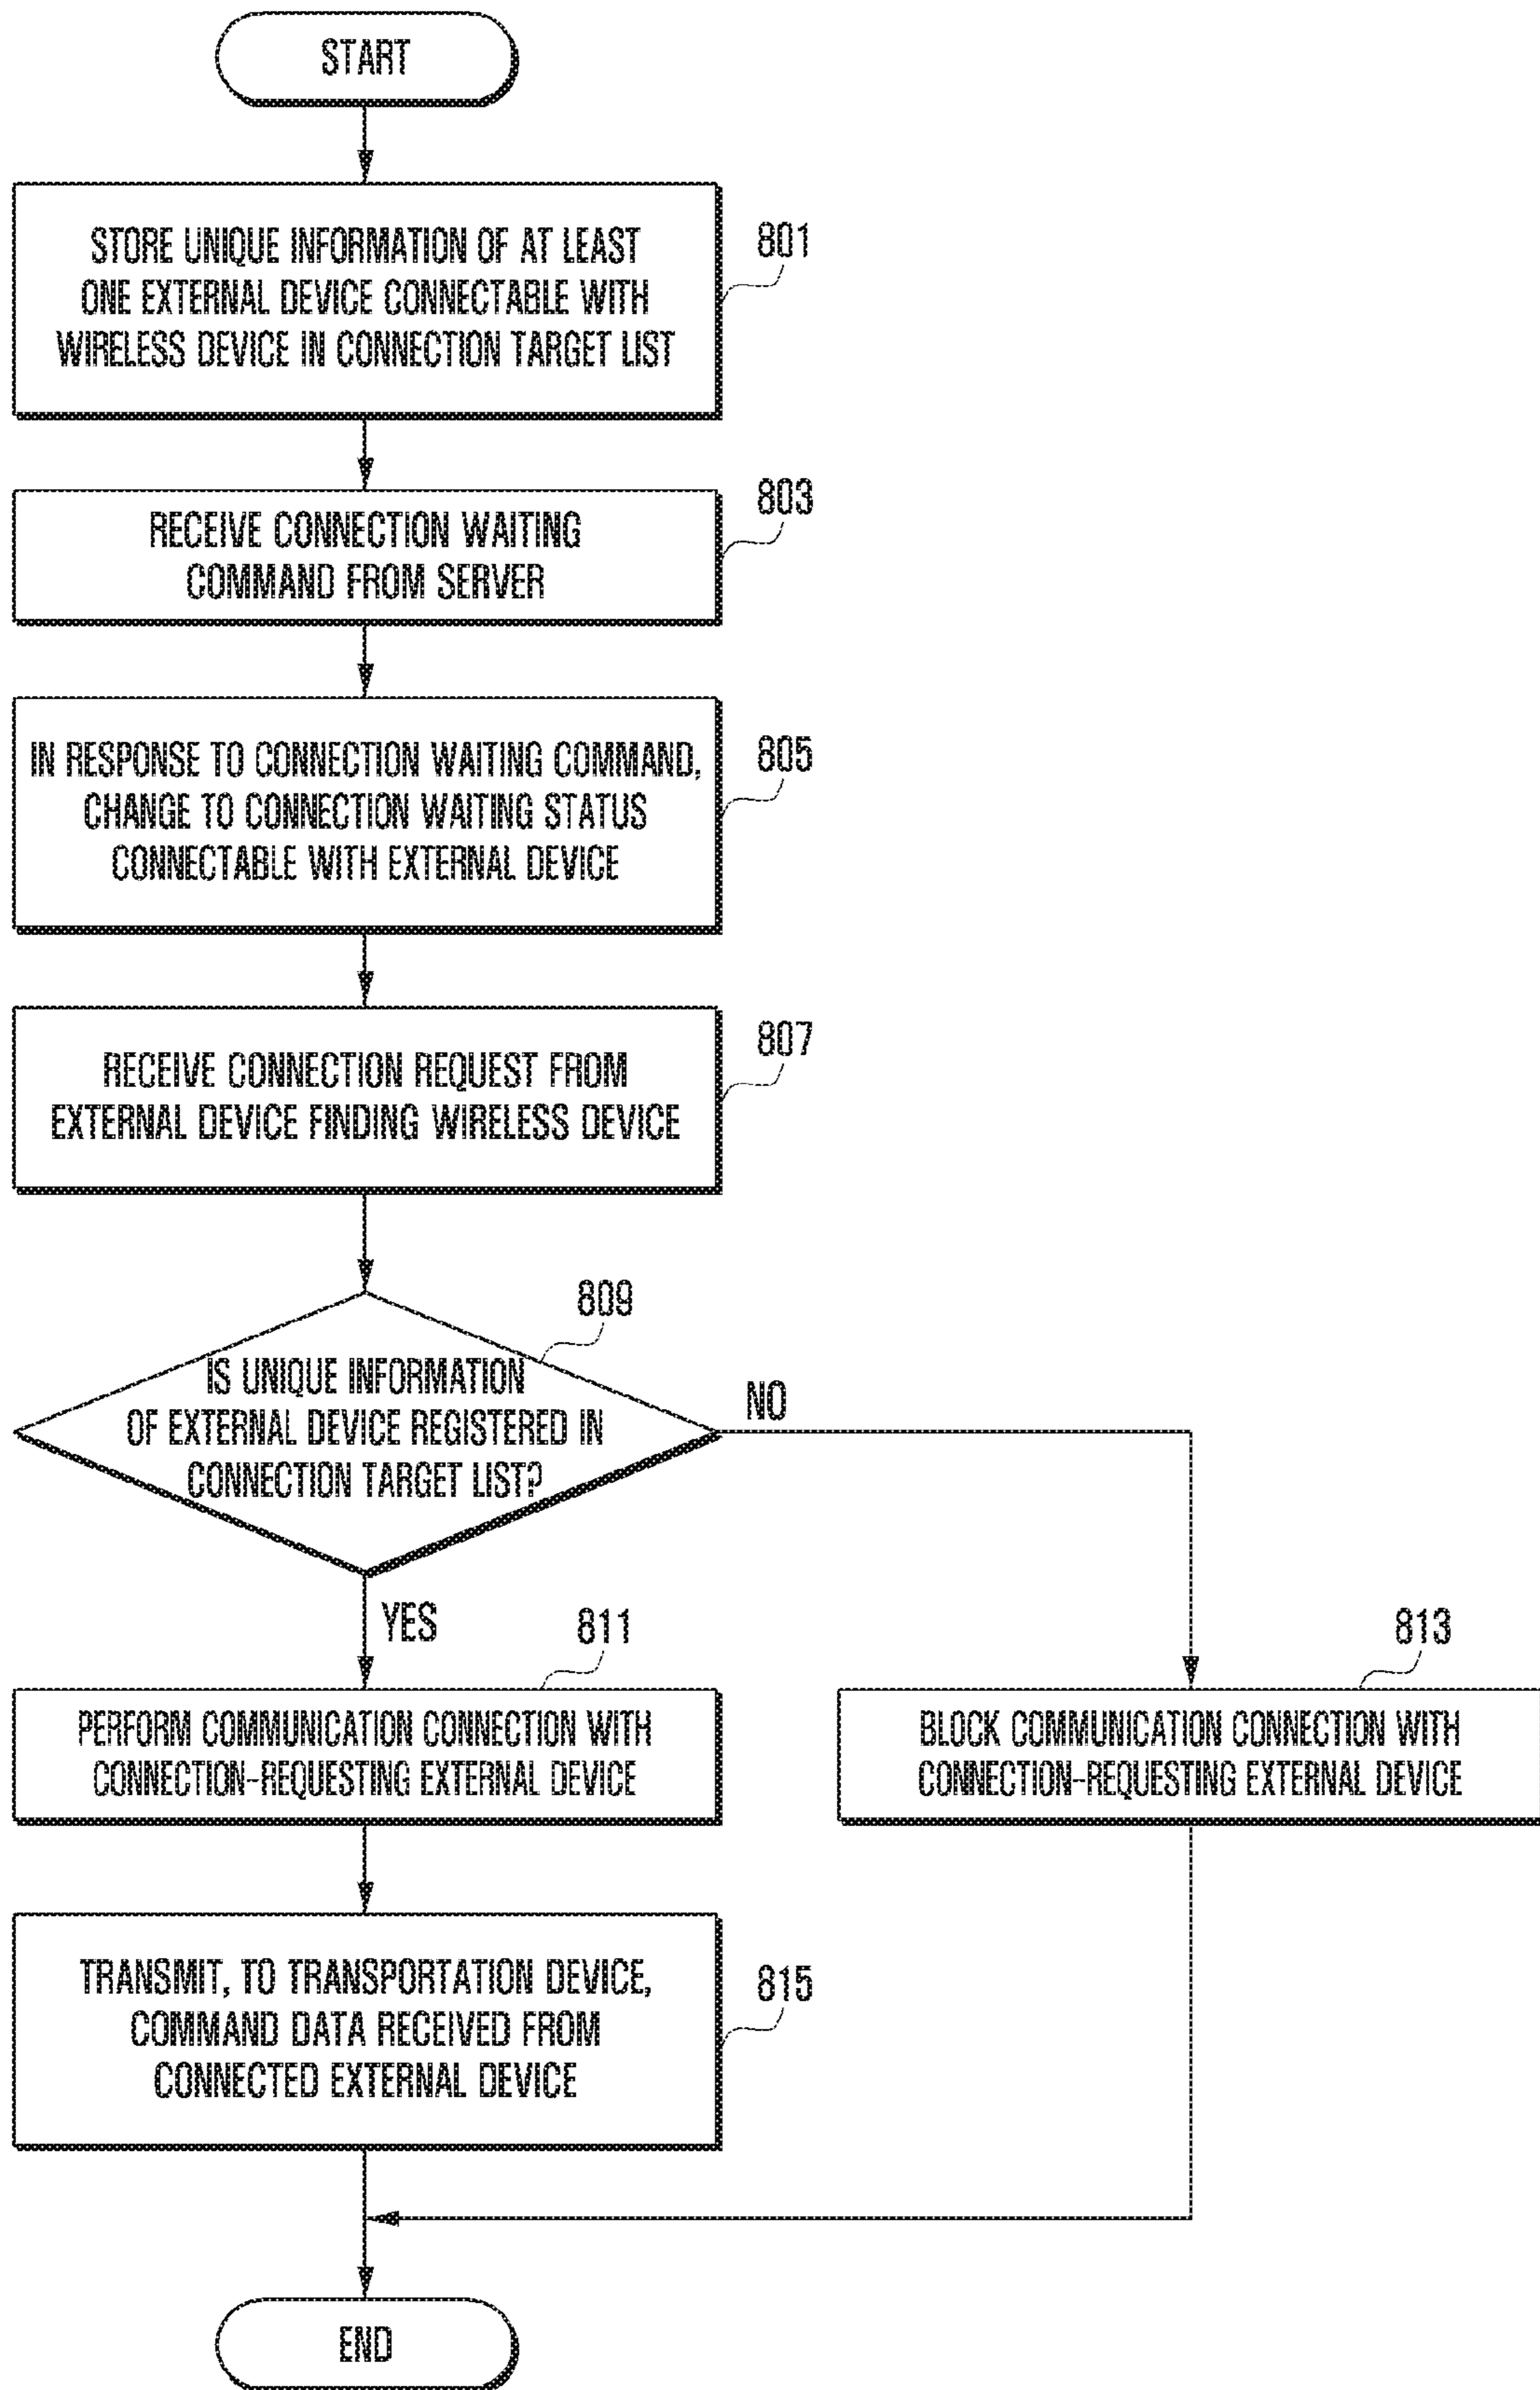 START
STORE UNIQUE INFORMATION OF AT LEAST
ONE EXTERNAL DEVICE CONNECTABLE WITH
WIRELESS DEVICE IN CONNECTION TARGET LIST
801
RECEIVE CONNECTION WAITING
COMMAND FROM SERVER
803
IN RESPONSE TO CONNECTION WAITING COMMAND,
CHANGE TO CONNECTION WAITING STATUS
CONNECTABLE WITH EXTERNAL DEVICE
805
RECEIVE CONNECTION REQUEST FROM
EXTERNAL DEVICE FINDING WIRELESS DEVICE
807
809
IS UNIQUE INFORMATION
OF EXTERNAL DEVICE REGISTERED IN
CONNECTION TARGET LIST?
NO
YES
811
PERFORM COMMUNICATION CONNECTION WITH
CONNECTION-REQUESTING EXTERNAL DEVICE
813
BLOCK COMMUNICATION CONNECTION WITH
CONNECTION-REQUESTING EXTERNAL DEVICE
TRANSMIT, TO TRANSPORTATION DEVICE,
COMMAND DATA RECEIVED FROM
CONNECTED EXTERNAL DEVICE
815
END